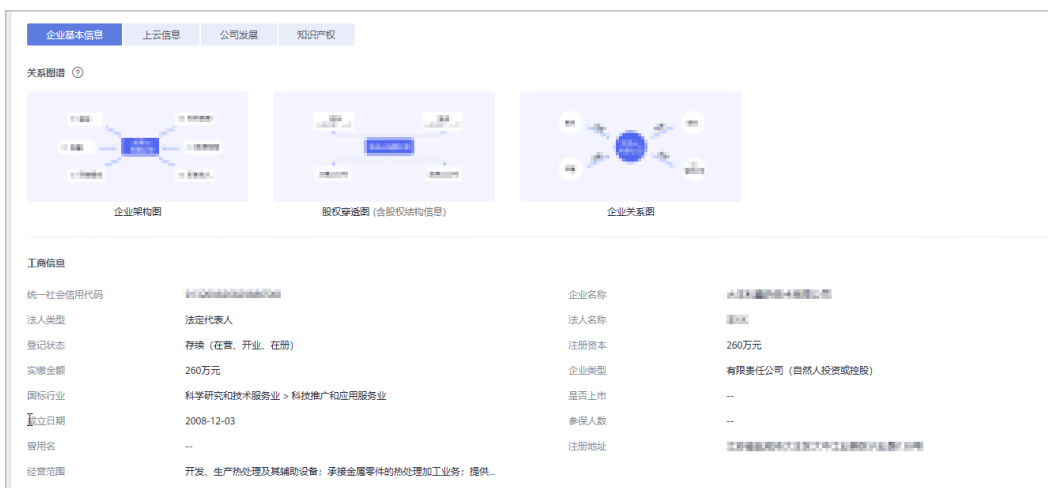 企业基本信息 上云信息 公司发展 知识产权
关系图谱 ?
企业架构图 股权穿透图 (含股权结构信息) 企业关系图
工商信息
统一社会信用代码 企业名称
法人类型 法定代表人 法人名称
登记状态 存续（在营、开业、在册） 注册资本 260万元
实缴金额 260万元 企业类型 有限责任公司（自然人投资或控股）
国标行业 科学研究和技术服务业 > 科技推广和应用服务业 是否上市 --
成立日期 2008-12-03 参保人数 --
曾用名 -- 注册地址
经营范围 开发、生产热处理及其辅助设备；承接金属零件的热处理加工业务；提供...